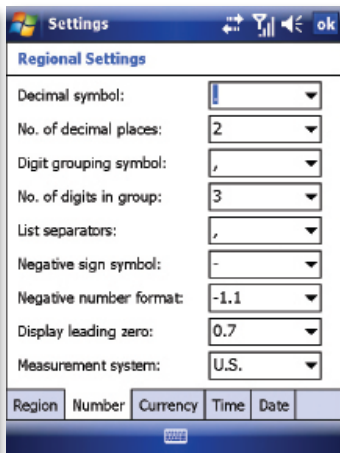 Settings ok
Regional Settings
Decimal symbol: .
No. of decimal places: 2
Digit grouping symbol: ,
No. of digits in group: 3
List separators: ,
Negative sign symbol: -
Negative number format: -1.1
Display leading zero: 0.7
Measurement system: U.S.
Region Number Currency Time Date